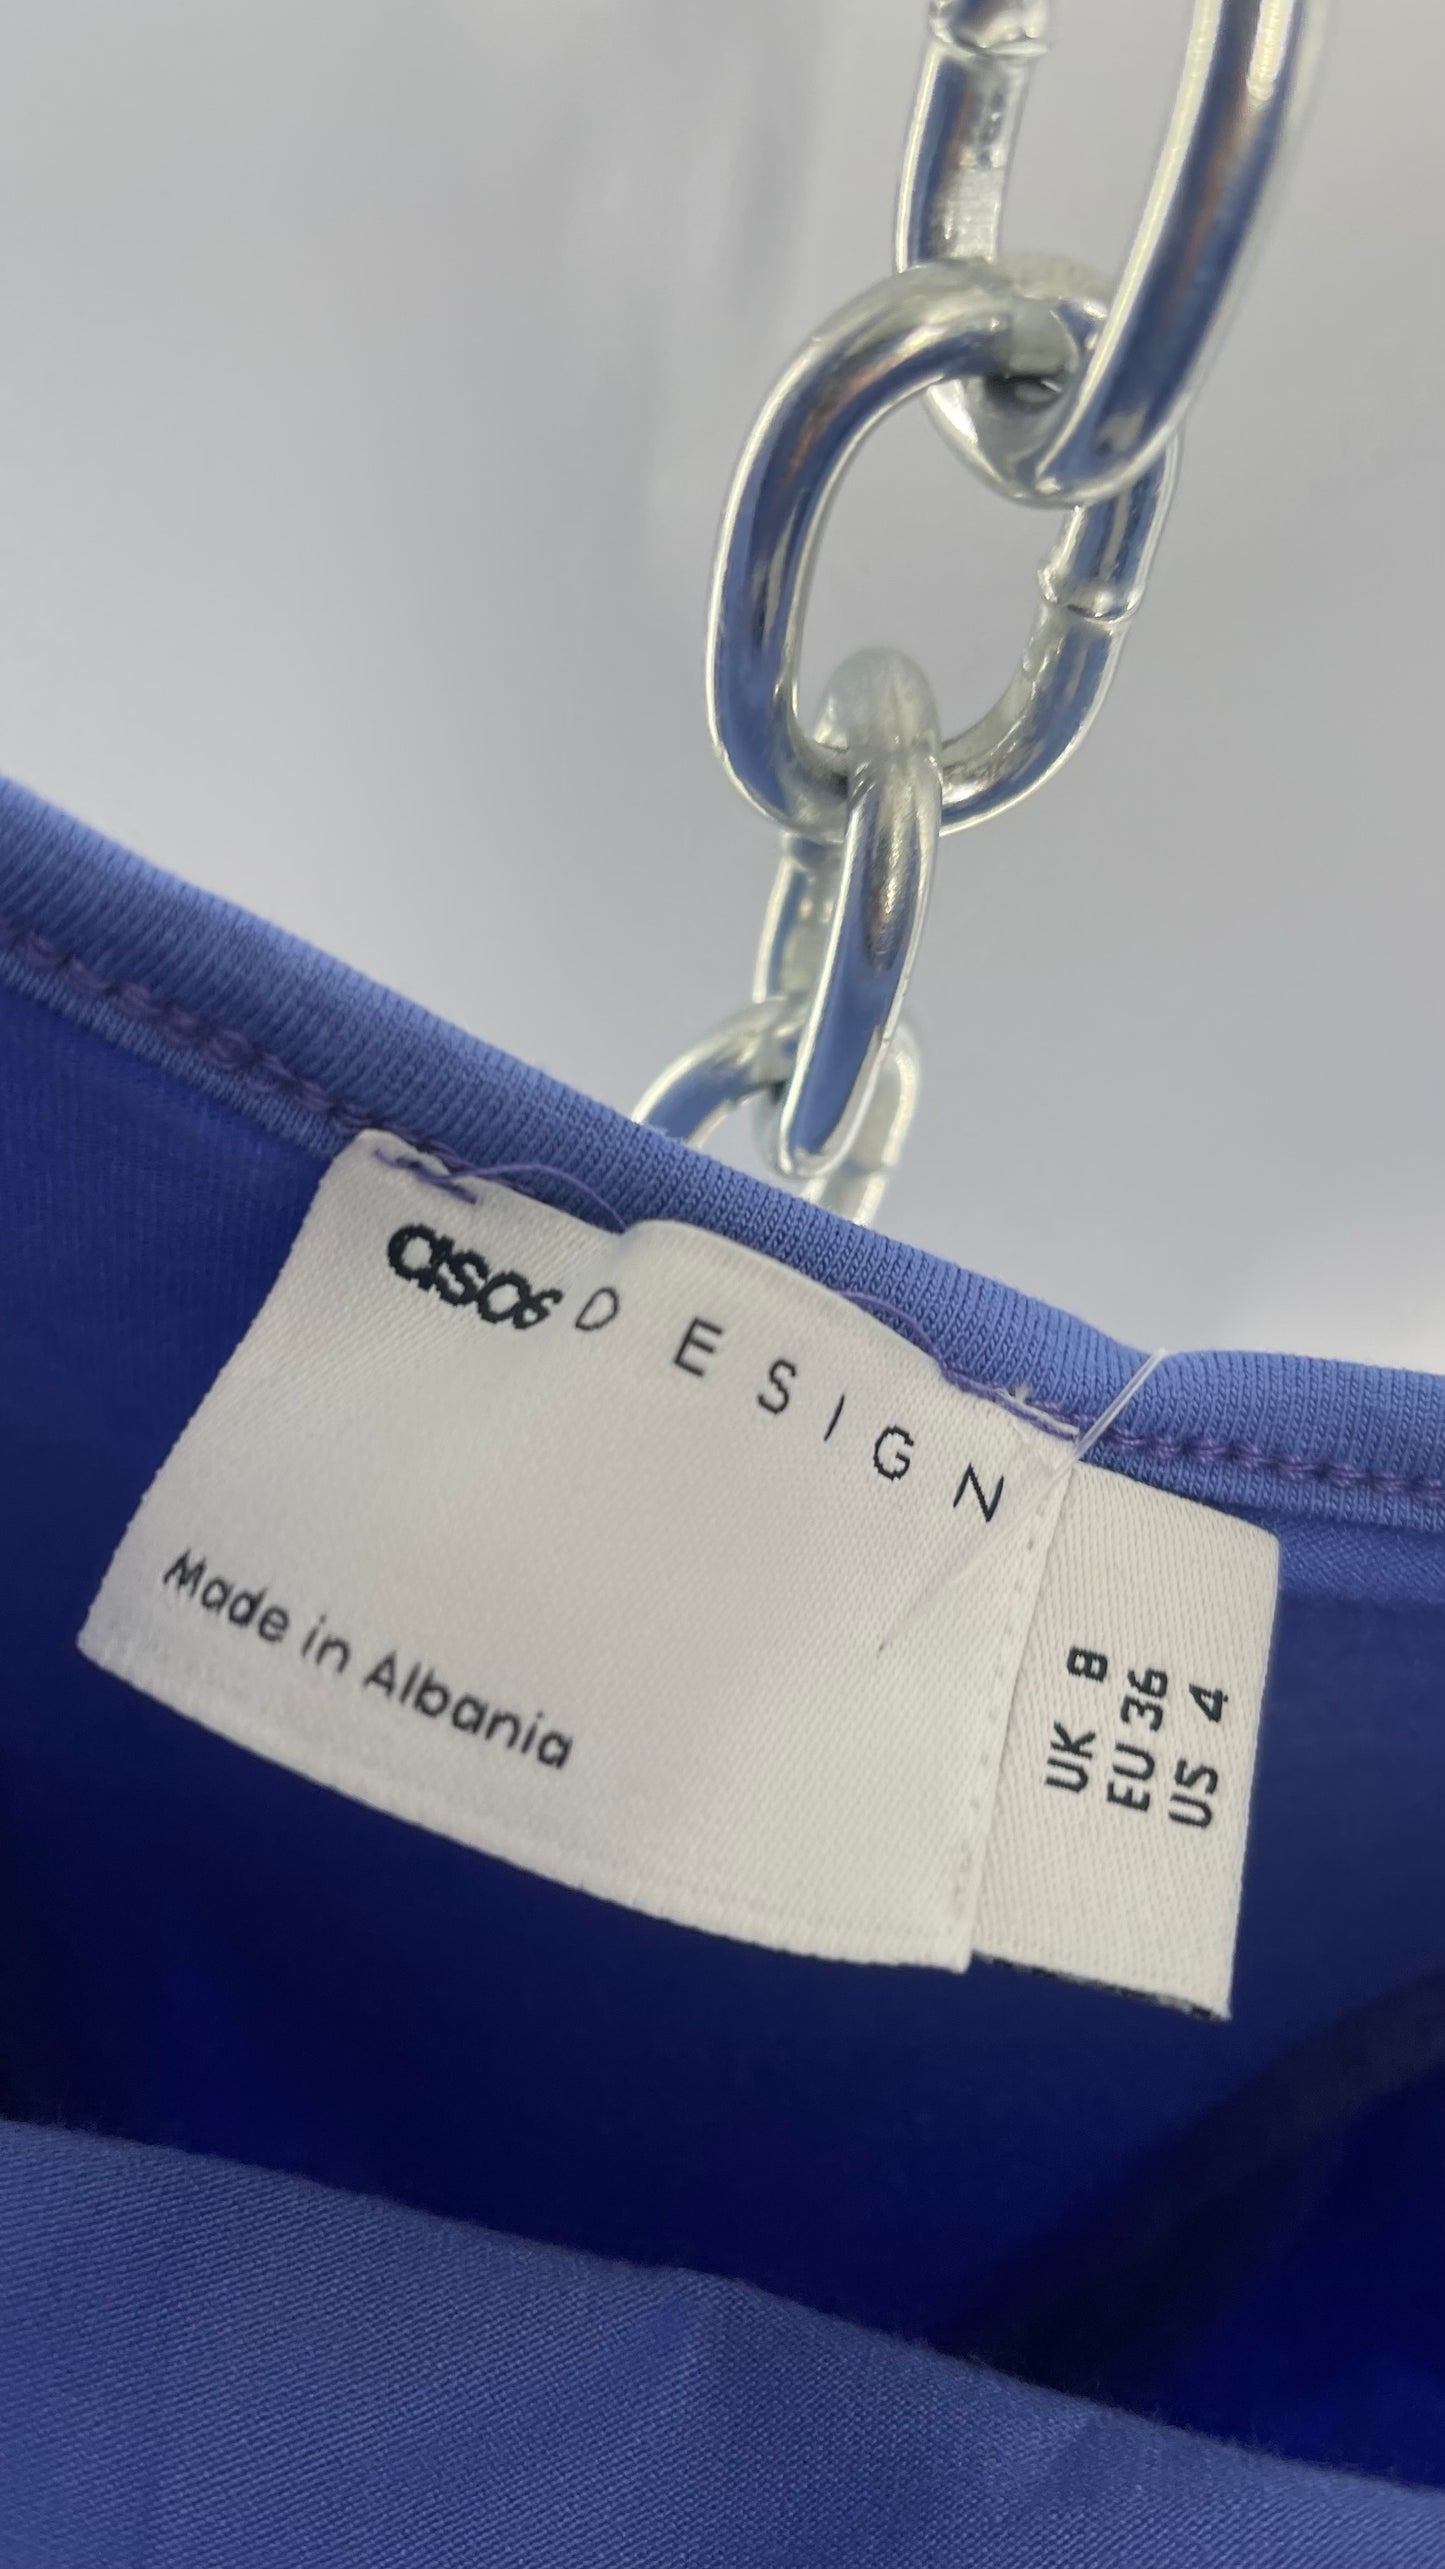 asos DESIGN
Made in Albania
UK 8
EU 36
US 4